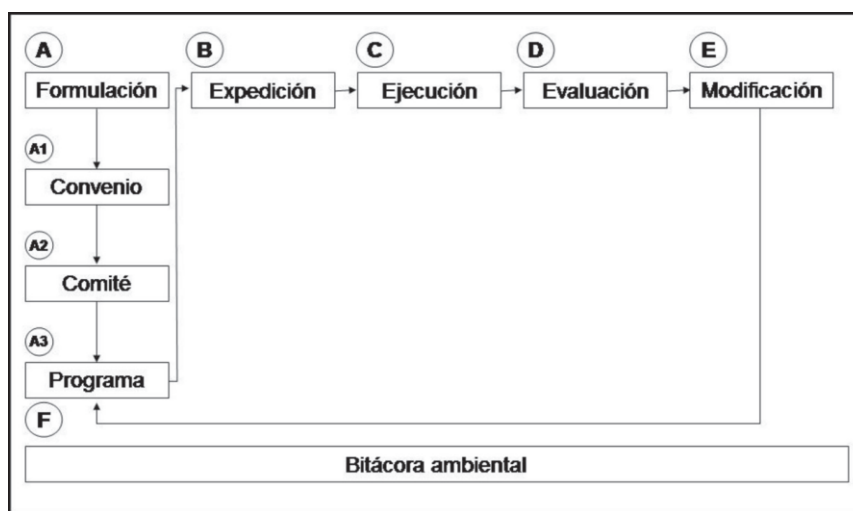 A
B
C
D
E
Formulación
Expedición
Ejecución
Evaluación
Modificación
A1
Convenio
A2
Comité
A3
Programa
F
Bitácora ambiental